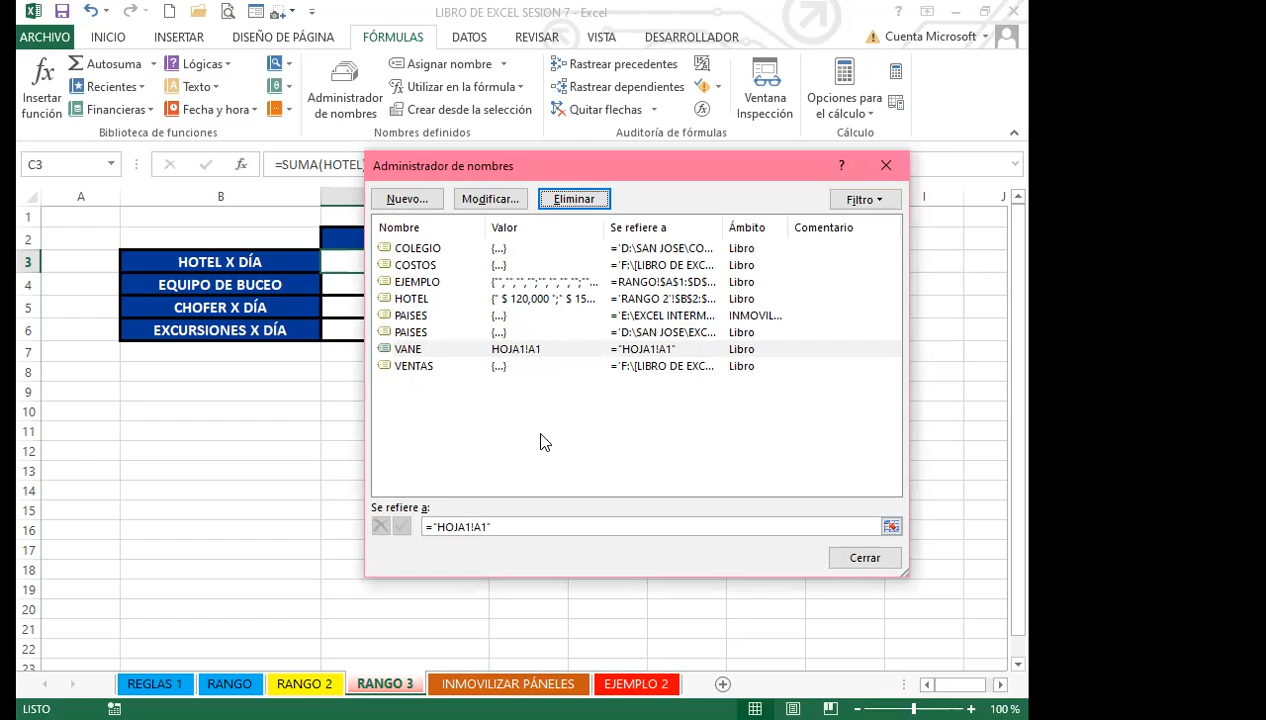 LIBRO DE EXCEL SESION 7 - Excel
ARCHIVO INICIO INSERTAR DISEÑO DE PÁGINA FÓRMULAS DATOS REVISAR VISTA DESARROLLADOR Cuenta Microsoft
Insertar función
Autosuma
Recientes
Financieras
Lógicas
Texto
Fecha y hora
Biblioteca de funciones
Administrador de nombres
Asignar nombre
Utilizar en la fórmula
Crear desde la selección
Nombres definidos
Rastrear precedentes
Rastrear dependientes
Quitar flechas
Auditoría de fórmulas
Ventana Inspección
Opciones para el cálculo
Cálculo
C3 fx =SUMA(HOTEL)
A B I J
1
2
3 HOTEL X DÍA
4 EQUIPO DE BUCEO
5 CHOFER X DÍA
6 EXCURSIONES X DÍA
7
8
9
10
11
12
13
14
15
16
17
18
19
20
21
22
23
Administrador de nombres ?
Nuevo... Modificar... Eliminar Filtro
Nombre Valor Se refiere a Ámbito Comentario
COLEGIO {...} ='D:\SAN JOSE\CO... Libro
COSTOS {...} ='F:\[LIBRO DE EXC... Libro
EJEMPLO {"","","","";"","","","";""... =RANGO!$A$1:$D$... Libro
HOTEL {" $ 120,000 ";" $ 15... ='RANGO 2'!$B$2:$... Libro
PAISES {...} ='E:\EXCEL INTERM... INMOVIL...
PAISES {...} ='D:\SAN JOSE\EXC... Libro
VANE HOJA1!A1 ="HOJA1!A1" Libro
VENTAS {...} ='F:\[LIBRO DE EXC... Libro
Se refiere a:
="HOJA1!A1"
Cerrar
REGLAS 1 RANGO RANGO 2 RANGO 3 INMOVILIZAR PÁNELES EJEMPLO 2
LISTO 100 %